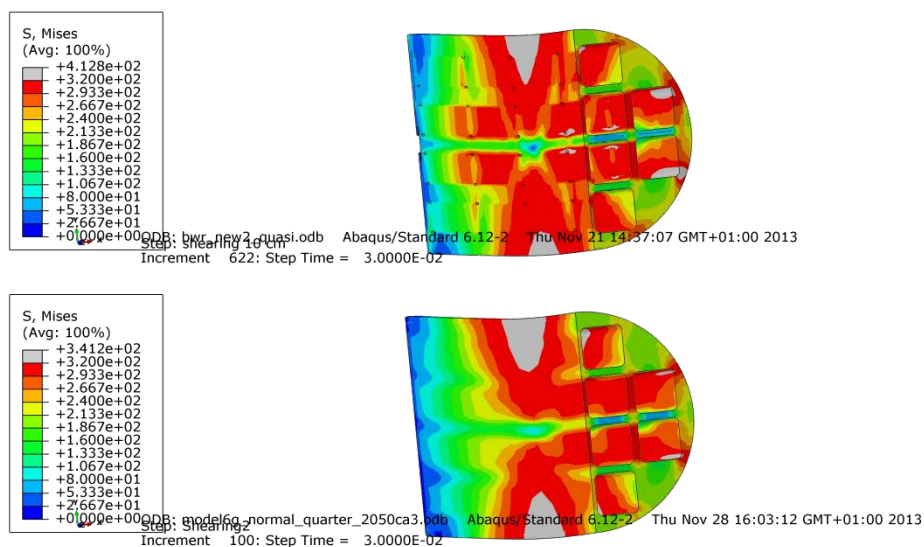 S, Mises
(Avg: 100%)
+4.128e+02
+3.200e+02
+2.933e+02
+2.667e+02
+2.400e+02
+2.133e+02
+1.867e+02
+1.600e+02
+1.333e+02
+1.067e+02
+8.000e+01
+5.333e+01
+2.667e+01
+0.000e+00
ODB: bwr_new2_quasi.odb Abaqus/Standard 6.12-2 Thu Nov 21 14:37:07 GMT+01:00 2013
Step: shearing 10 cm
Increment 622: Step Time = 3.0000E-02
S, Mises
(Avg: 100%)
+3.412e+02
+3.200e+02
+2.933e+02
+2.667e+02
+2.400e+02
+2.133e+02
+1.867e+02
+1.600e+02
+1.333e+02
+1.067e+02
+8.000e+01
+5.333e+01
+2.667e+01
+0.000e+00
ODB: model6g_normal_quarter_2050ca3.odb Abaqus/Standard 6.12-2 Thu Nov 28 16:03:12 GMT+01:00 2013
Step: Shearing2
Increment 100: Step Time = 3.0000E-02